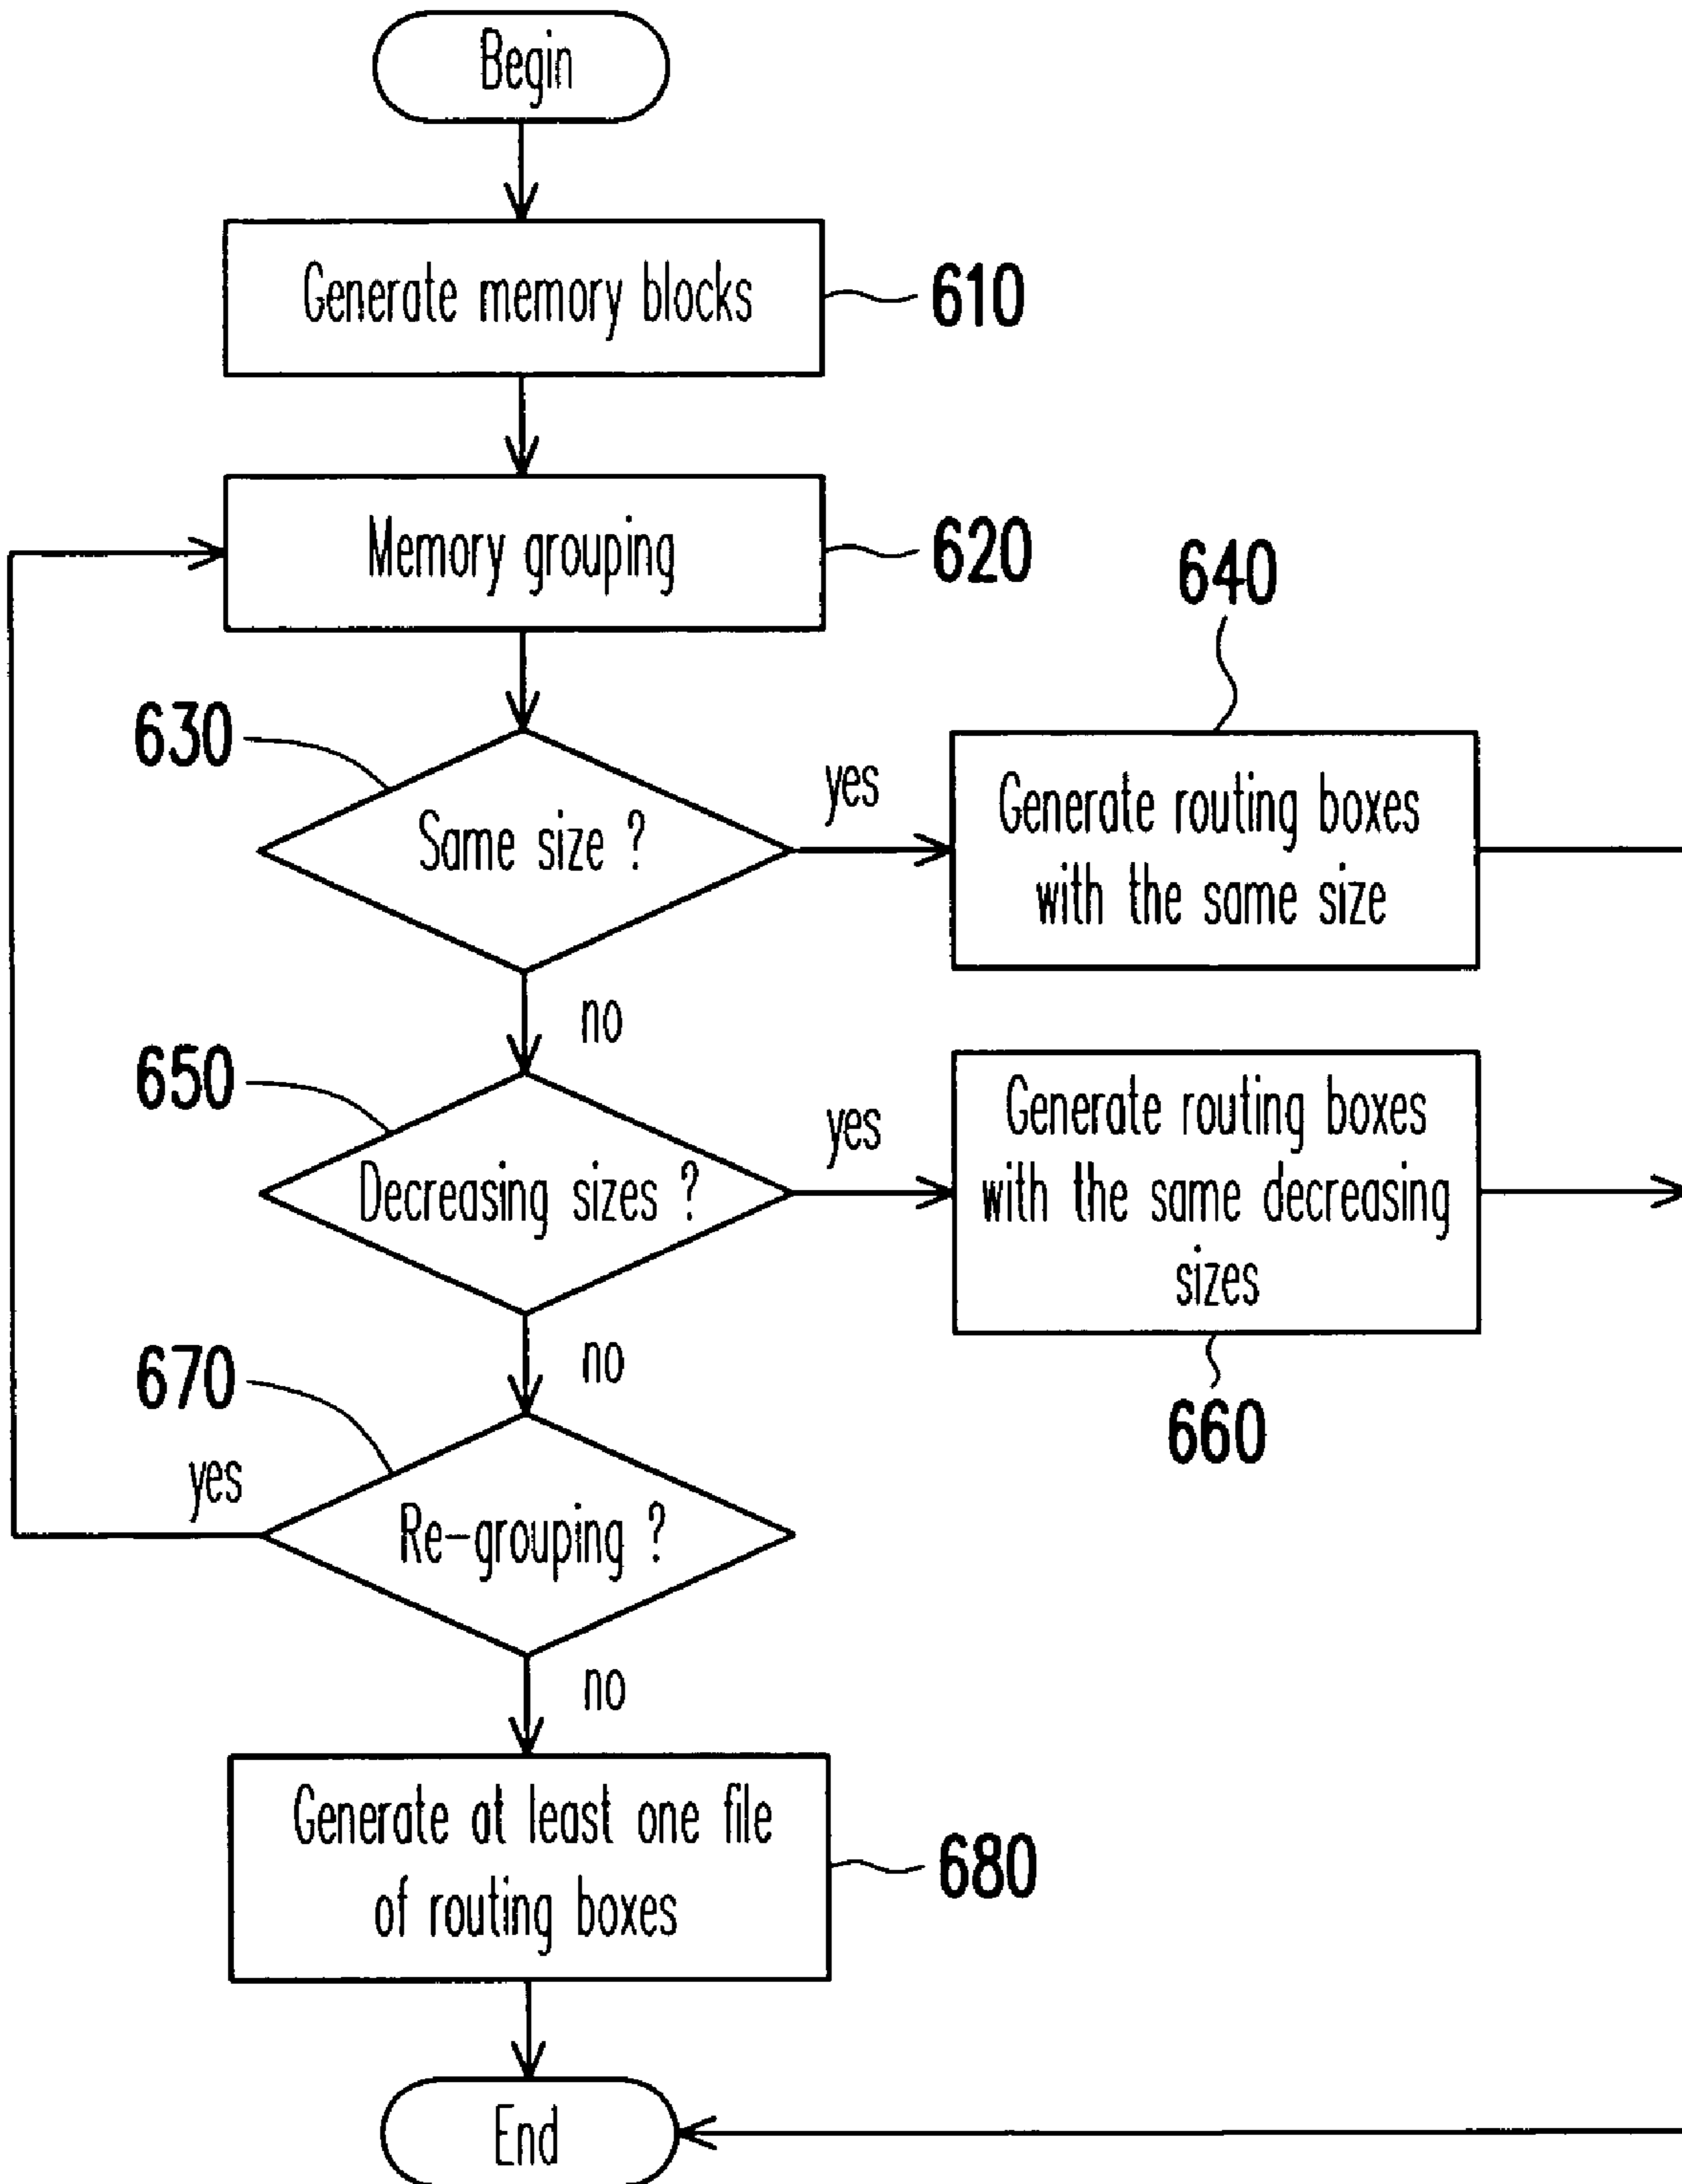 Begin
Generate memory blocks
610
Memory grouping
620
640
630
Same size ?
yes
Generate routing boxes
with the same size
no
650
Decreasing sizes ?
yes
Generate routing boxes
with the same decreasing
sizes
660
no
670
yes
Re-grouping ?
no
Generate at least one file
of routing boxes
680
End